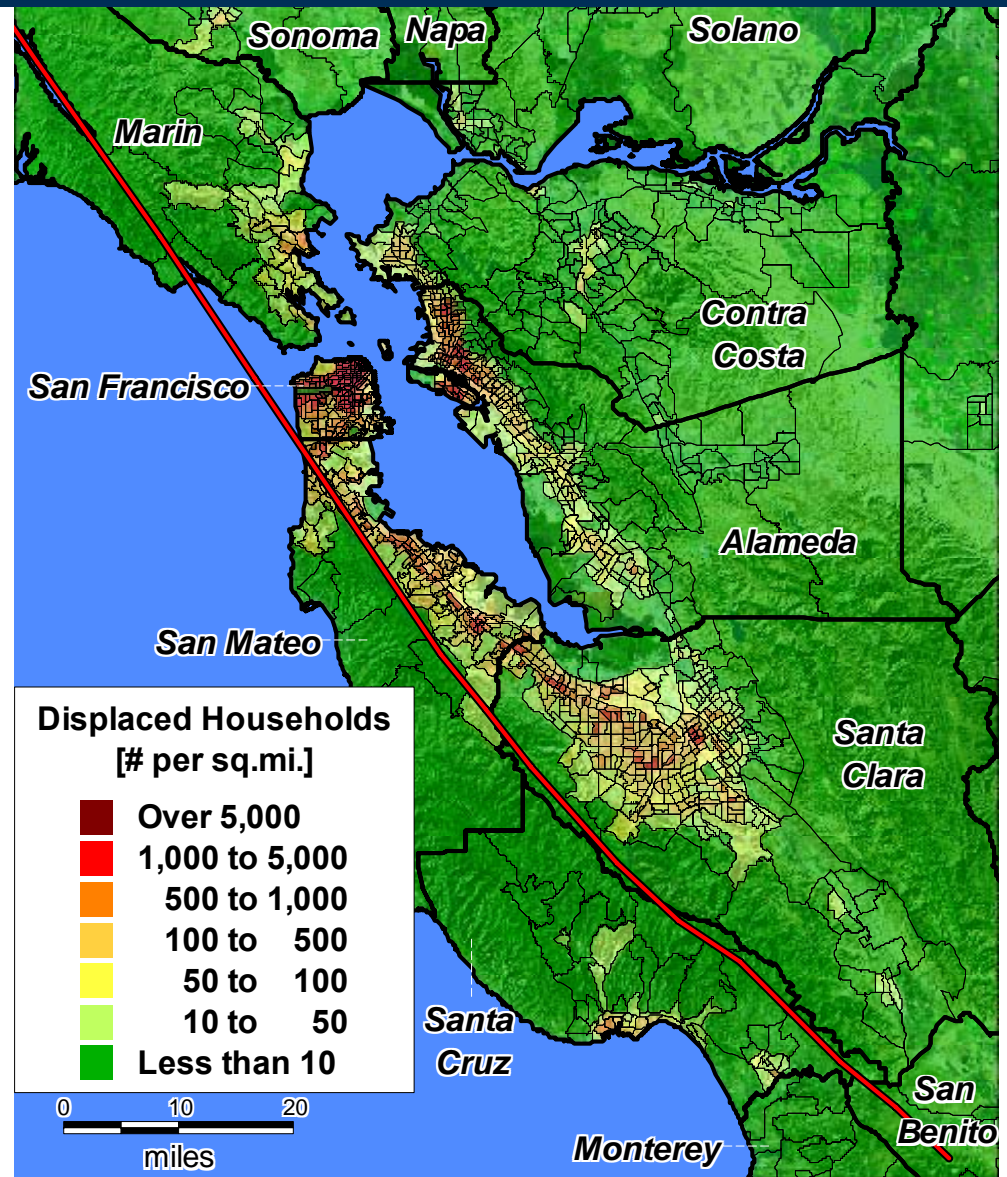 Sonoma
Napa
Solano
Marin
Contra
Costa
San Francisco
Alameda
San Mateo
Displaced Households
[# per sq.mi.]
Over 5,000
1,000 to 5,000
500 to 1,000
100 to 500
50 to 100
10 to 50
Less than 10
Santa
Clara
Santa
Cruz
San
Benito
Monterey
0 10 20
miles